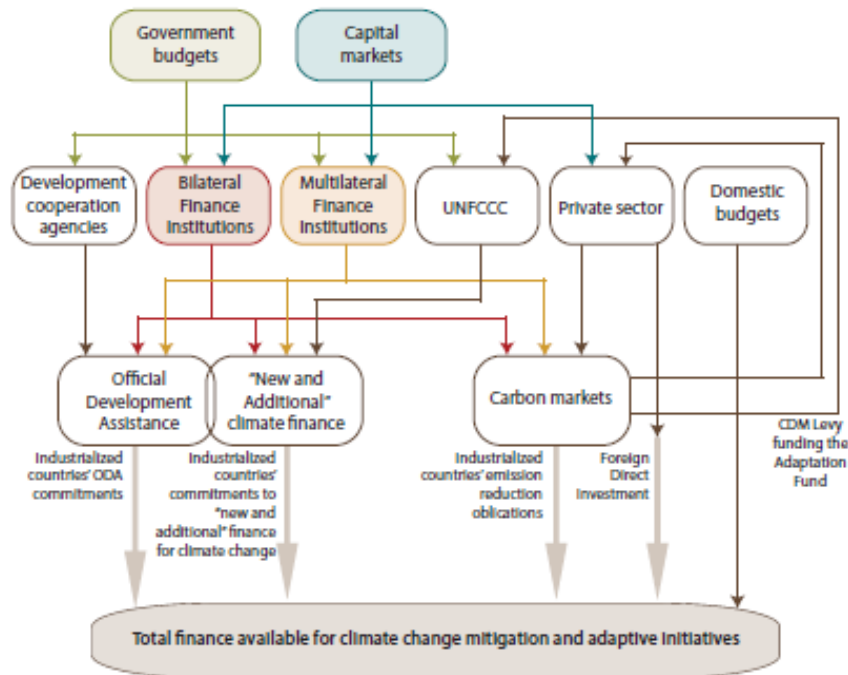 Government
budgets
Capital
markets
Development
cooperation
agencies
Bilateral
Finance
Institutions
Multilateral
Finance
Institutions
UNFCCC
Private sector
Domestic
budgets
Official
Development
Assistance
"New and
Additional"
climate finance
Carbon markets
CDM Levy
funding the
Adaptation
Fund
Industrialized
countries' ODA
commitments
Industrialized
countries'
commitments to
"new and
additional" finance
for climate change
Industrialized
countries' emission
reduction
oblications
Foreign
Direct
Investment
Total finance available for climate change mitigation and adaptive initiatives